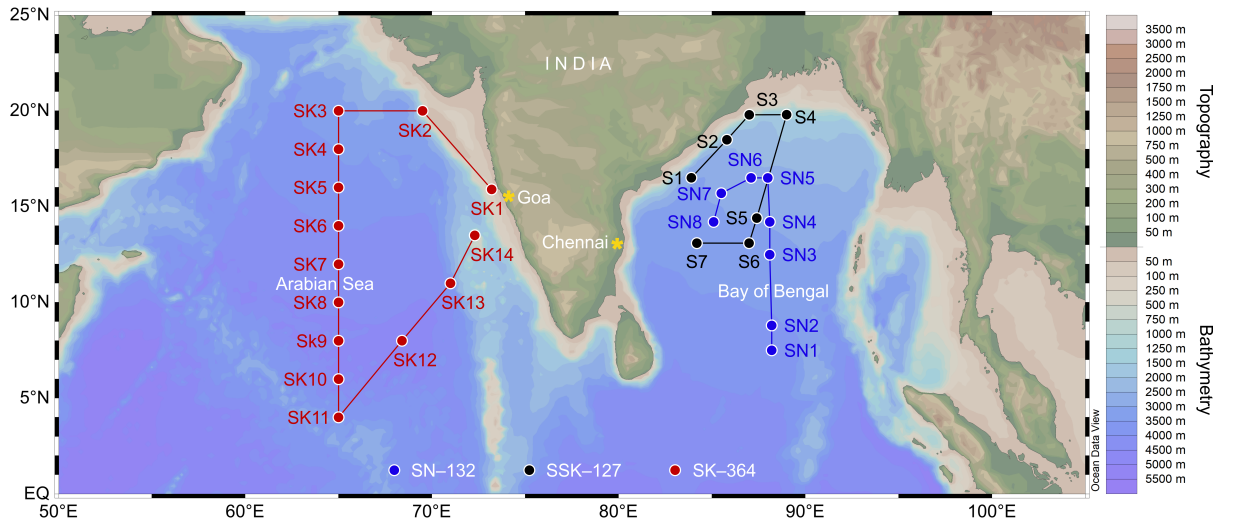 25°N
20°N
15°N
10°N
5°N
EQ
50°E
60°E
70°E
80°E
90°E
100°E
INDIA
SK3
SK2
SK4
SK5
SK1
Goa
SK6
SK14
SK7
Arabian Sea
SK13
SK8
Sk9
SK12
SK10
SK11
Chennai
S3
S4
S2
SN6
S1
SN5
SN7
SN8
S5
SN4
S7
S6
SN3
Bay of Bengal
SN2
SN1
SN–132
SSK–127
SK–364
Ocean Data View
3500 m
3000 m
2500 m
2000 m
1750 m
1500 m
1250 m
1000 m
750 m
500 m
400 m
300 m
200 m
100 m
50 m
Topography
50 m
100 m
250 m
500 m
750 m
1000 m
1250 m
1500 m
1750 m
2000 m
2500 m
3000 m
3500 m
4000 m
4500 m
5000 m
5500 m
Bathymetry